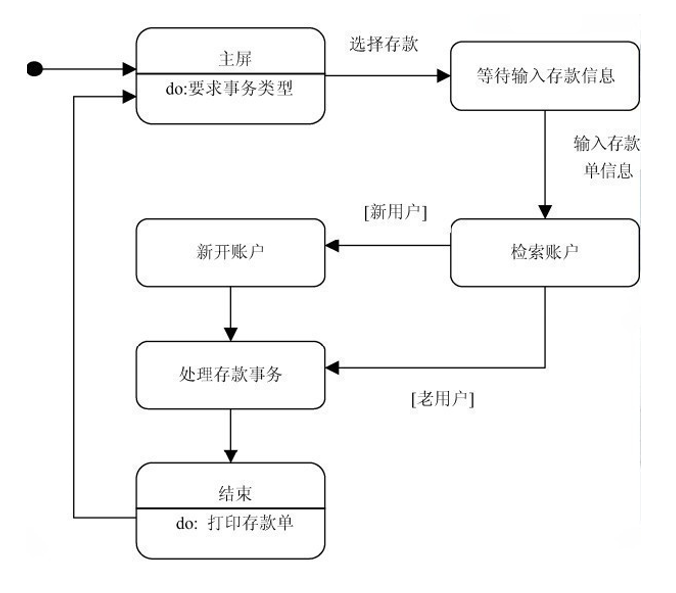 主屏
do:要求事务类型
选择存款
等待输入存款信息
输入存款
单信息
[新用户]
新开账户
检索账户
处理存款事务
[老用户]
结束
do: 打印存款单